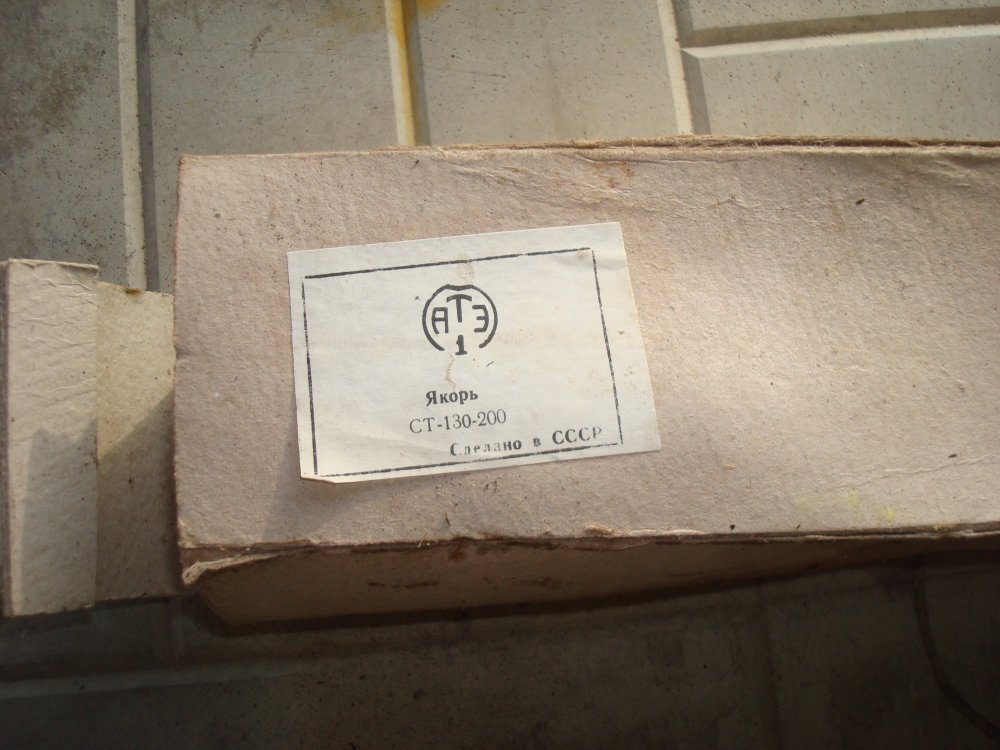 АТЭ
1
Якорь
СТ-130-200
Сделано в СССР